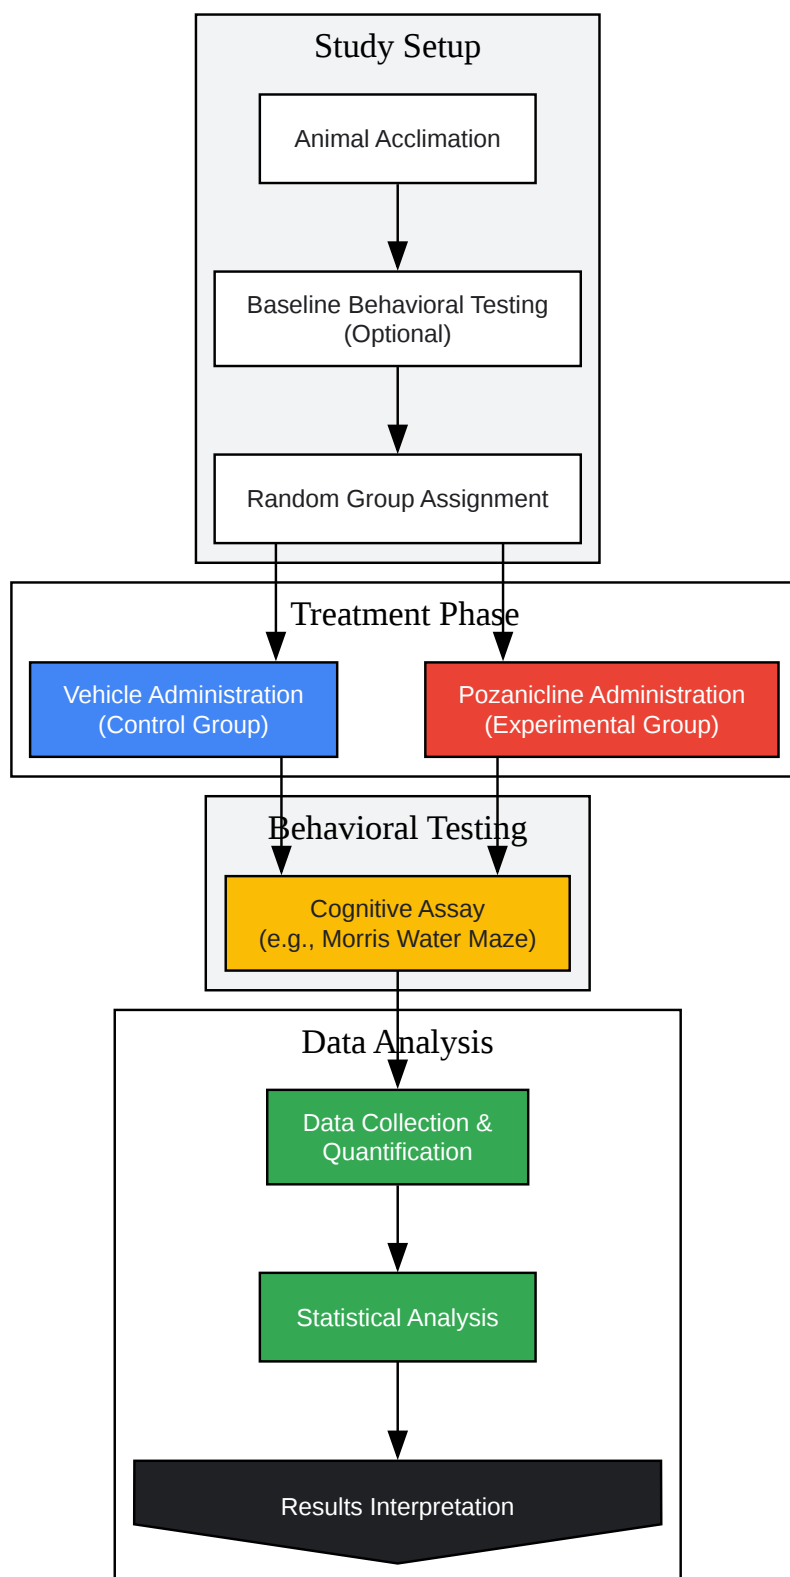 Study Setup
Animal Acclimation
Baseline Behavioral Testing
(Optional)
Random Group Assignment
Treatment Phase
Vehicle Administration
(Control Group)
Pozanicline Administration
(Experimental Group)
Behavioral Testing
Cognitive Assay
(e.g., Morris Water Maze)
Data Analysis
Data Collection &
Quantification
Statistical Analysis
Results Interpretation